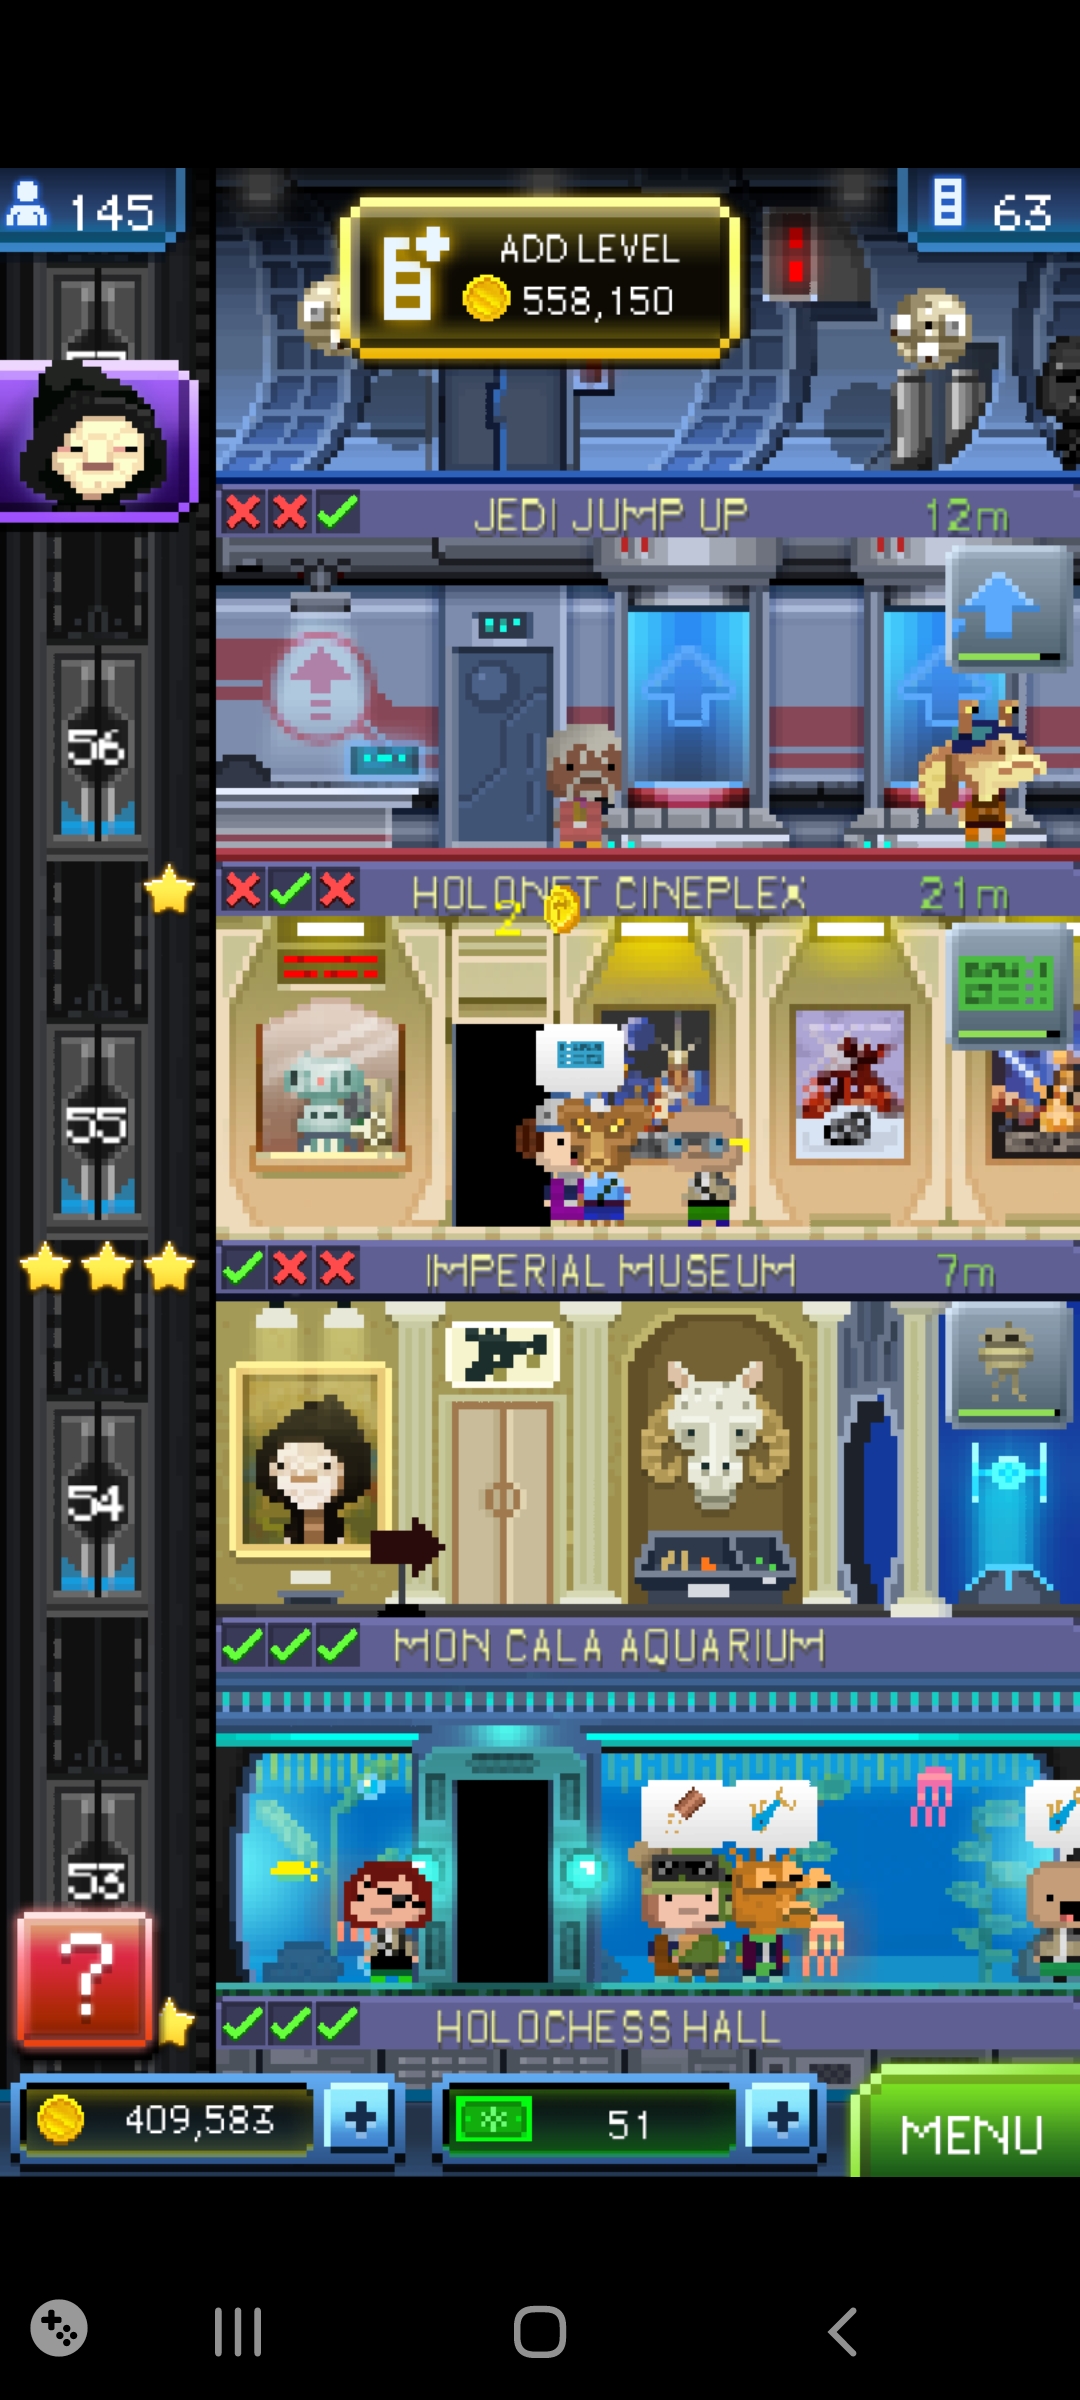 145
63
ADD LEVEL
558,150
JEDI JUMP UP
12m
56
HOLONET CINEPLEX
21m
2
55
IMPERIAL MUSEUM
7m
54
MON CALA AQUARIUM
53
?
HOLOCHESS HALL
409,583
+
51
+
MENU